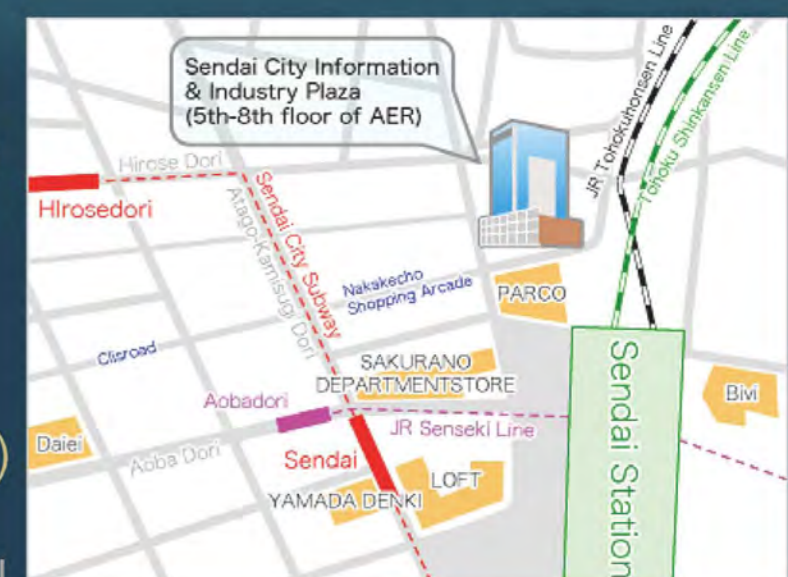 Sendai City Information
& Industry Plaza
(5th-8th floor of AER)
JR Tohokuhonsen Line
Tohoku Shinkansen Line
Hirose Dori
HIrosedori
Sendai City Subway
Atago-Kamisugi Dori
Nakakecho
Shopping Arcade
PARCO
Clisroad
SAKURANO
DEPARTMENTSTORE
Sendai Station
Bivi
Aobadori
JR Senseki Line
Daiei
Aoba Dori
Sendai
LOFT
YAMADA DENKI